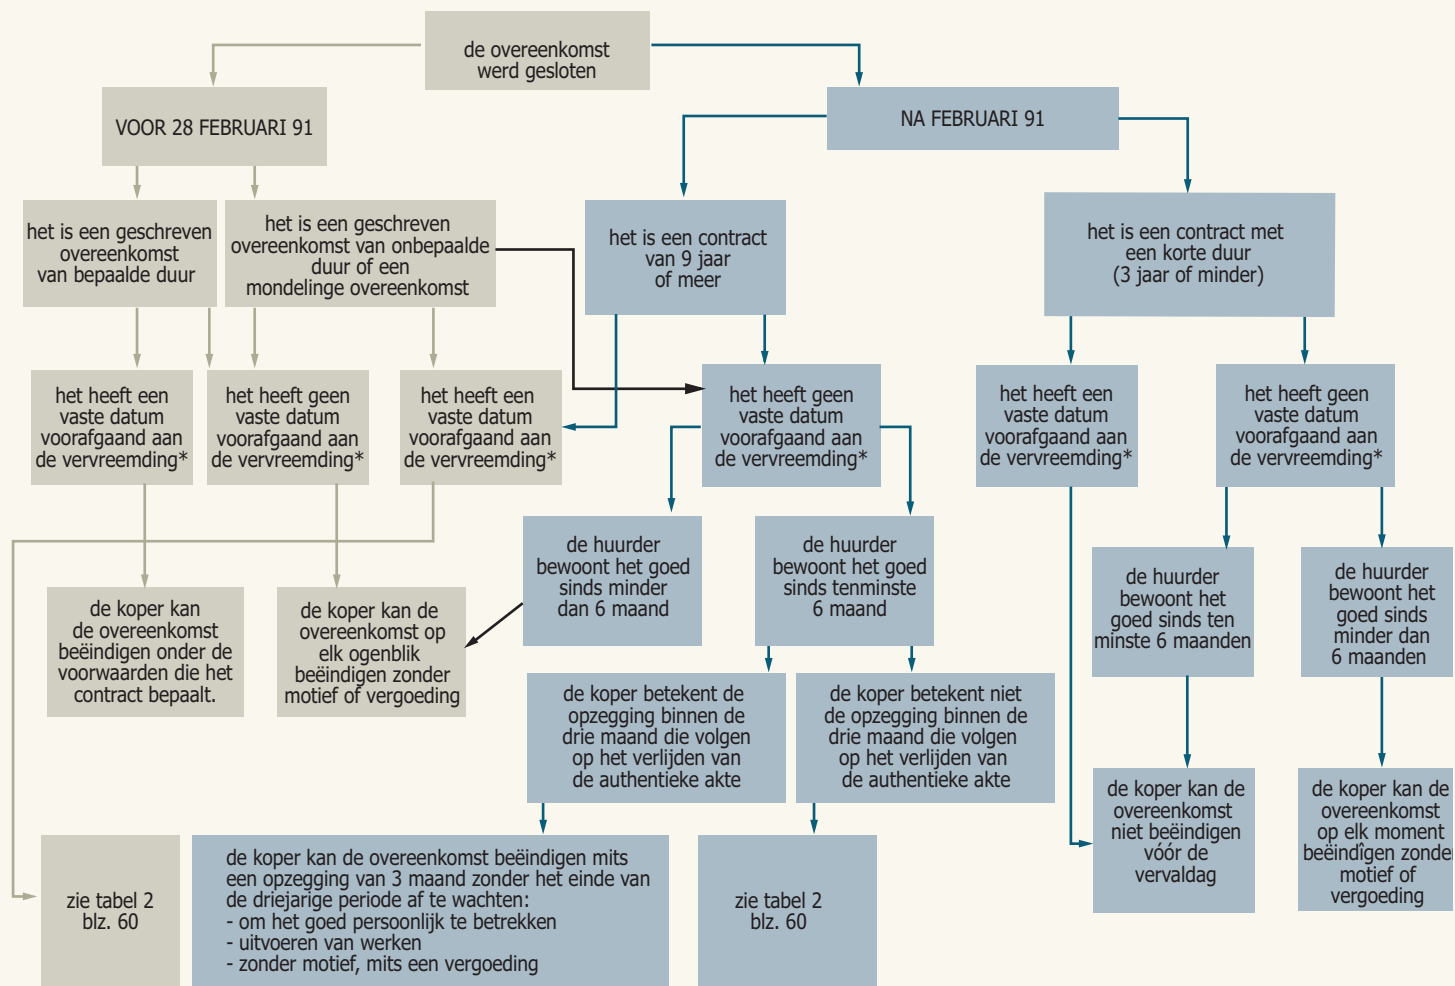 de overeenkomst
werd gesloten
VOOR 28 FEBRUARI 91
NA FEBRUARI 91
het is een geschreven
overeenkomst
van bepaalde duur
het is een geschreven
overeenkomst van onbepaalde
duur of een
mondelinge overeenkomst
het is een contract
van 9 jaar
of meer
het is een contract met
een korte duur
(3 jaar of minder)
het heeft een
vaste datum
voorafgaand aan
de vervreemding*
het heeft geen
vaste datum
voorafgaand aan
de vervreemding*
het heeft een
vaste datum
voorafgaand aan
de vervreemding*
het heeft geen
vaste datum
voorafgaand aan
de vervreemding*
het heeft een
vaste datum
voorafgaand aan
de vervreemding*
het heeft geen
vaste datum
voorafgaand aan
de vervreemding*
de huurder
bewoont het goed
sinds minder
dan 6 maand
de huurder
bewoont het goed
sinds tenminste
6 maand
de huurder
bewoont het
goed sinds ten
minste 6 maanden
de huurder
bewoont het
goed sinds
minder dan
6 maanden
de koper kan
de overeenkomst
beëindigen onder de
voorwaarden die het
contract bepaalt.
de koper kan de
overeenkomst op
elk ogenblik
beëindigen zonder
motief of vergoeding
de koper betekent de
opzegging binnen de
drie maand die volgen
op het verlijden van
de authentieke akte
de koper betekent niet
de opzegging binnen de
drie maand die volgen
op het verlijden van
de authentieke akte
de koper kan de
overeenkomst
niet beëindigen
vóór de
vervaldag
de koper kan de
overeenkomst
op elk moment
beëindîgen zonder
motief of
vergoeding
zie tabel 2
blz. 60
de koper kan de overeenkomst beëindigen mits
een opzegging van 3 maand zonder het einde van
de driejarige periode af te wachten:
- om het goed persoonlijk te betrekken
- uitvoeren van werken
- zonder motief, mits een vergoeding
zie tabel 2
blz. 60